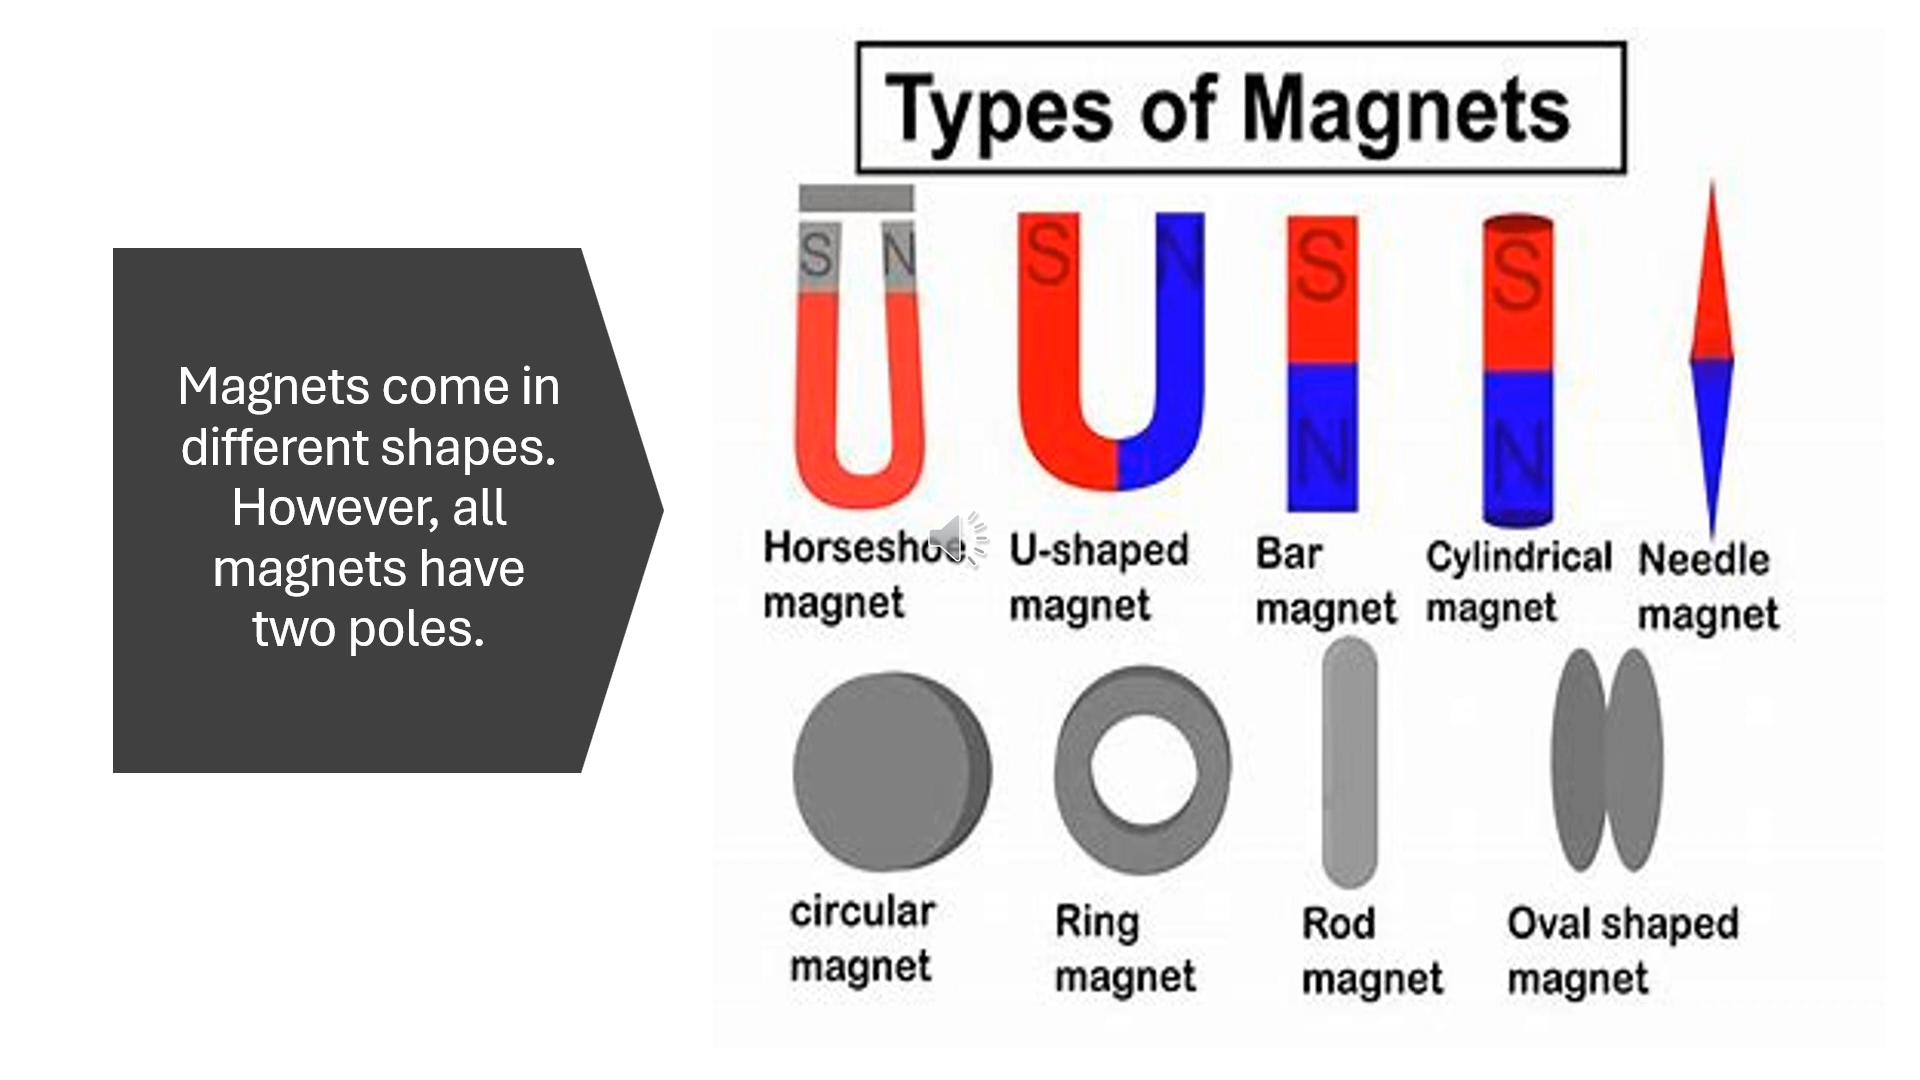 Magnets come in
different shapes.
However, all
magnets have
two poles.
Types of Magnets
S N
S N
S
N
S
N
Horseshoe
magnet
U-shaped
magnet
Bar
magnet
Cylindrical
magnet
Needle
magnet
circular
magnet
Ring
magnet
Rod
magnet
Oval shaped
magnet